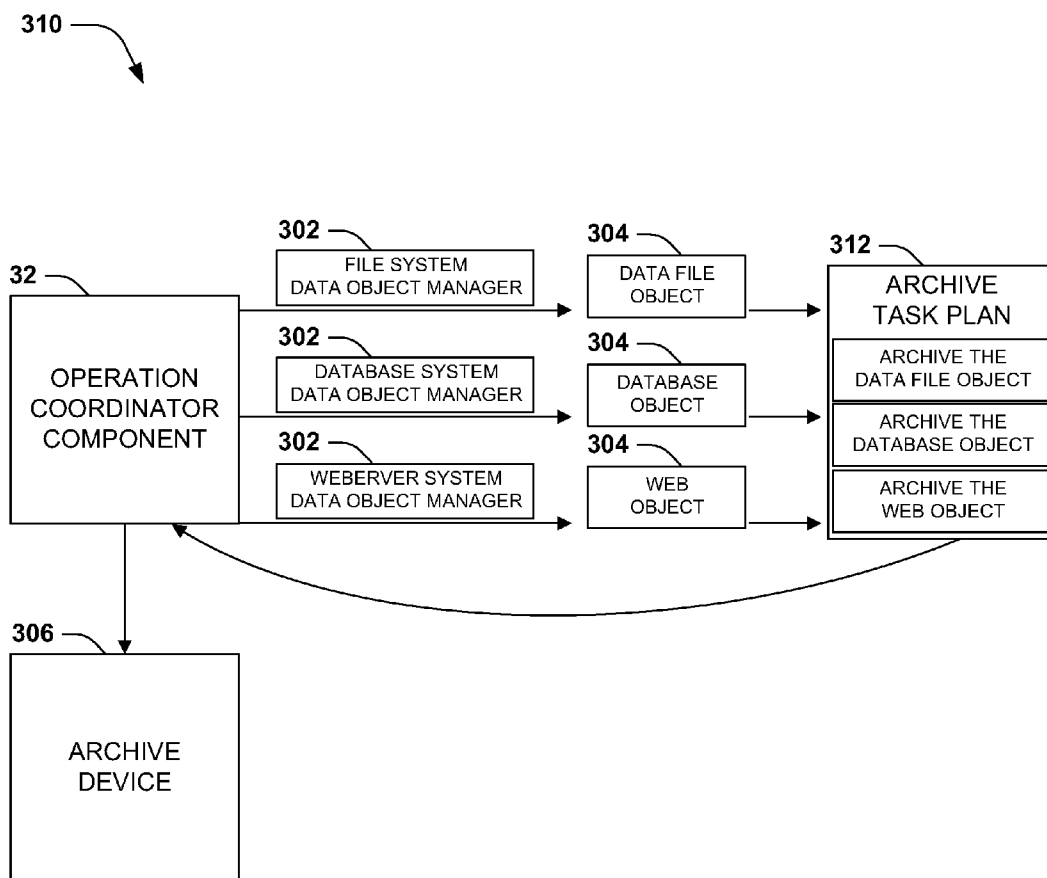 310
32
OPERATION
COORDINATOR
COMPONENT
302
FILE SYSTEM
DATA OBJECT MANAGER
304
DATA FILE
OBJECT
302
DATABASE SYSTEM
DATA OBJECT MANAGER
304
DATABASE
OBJECT
302
WEBERVER SYSTEM
DATA OBJECT MANAGER
304
WEB
OBJECT
312
ARCHIVE
TASK PLAN
ARCHIVE THE
DATA FILE OBJECT
ARCHIVE THE
DATABASE OBJECT
ARCHIVE THE
WEB OBJECT
306
ARCHIVE
DEVICE